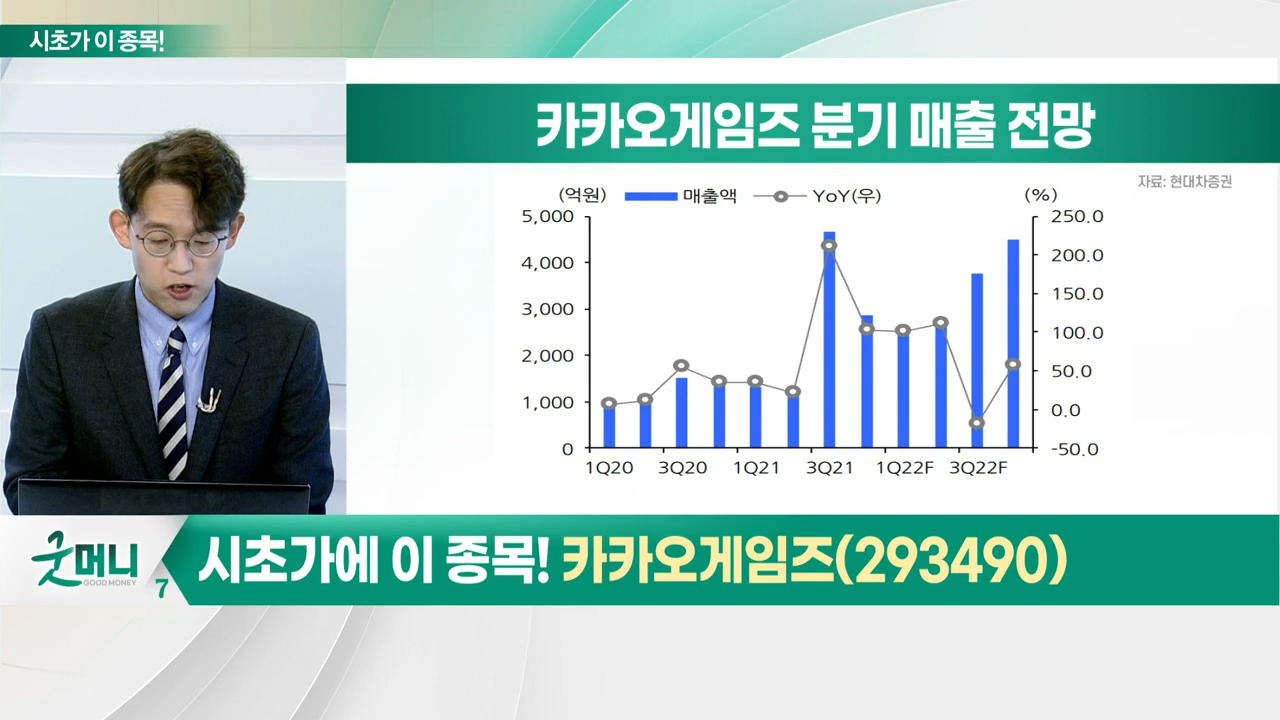 시초가 이 종목!
카카오게임즈 분기 매출 전망
자료: 현대차증권
(억원) 매출액 YoY(우) (%)
5,000 250.0
4,000 200.0
150.0
3,000
100.0
2,000
50.0
1,000 0.0
0 -50.0
1Q20 3Q20 1Q21 3Q21 1Q22F 3Q22F
굿머니
GOOD MONEY
7
시초가에 이 종목! 카카오게임즈(293490)